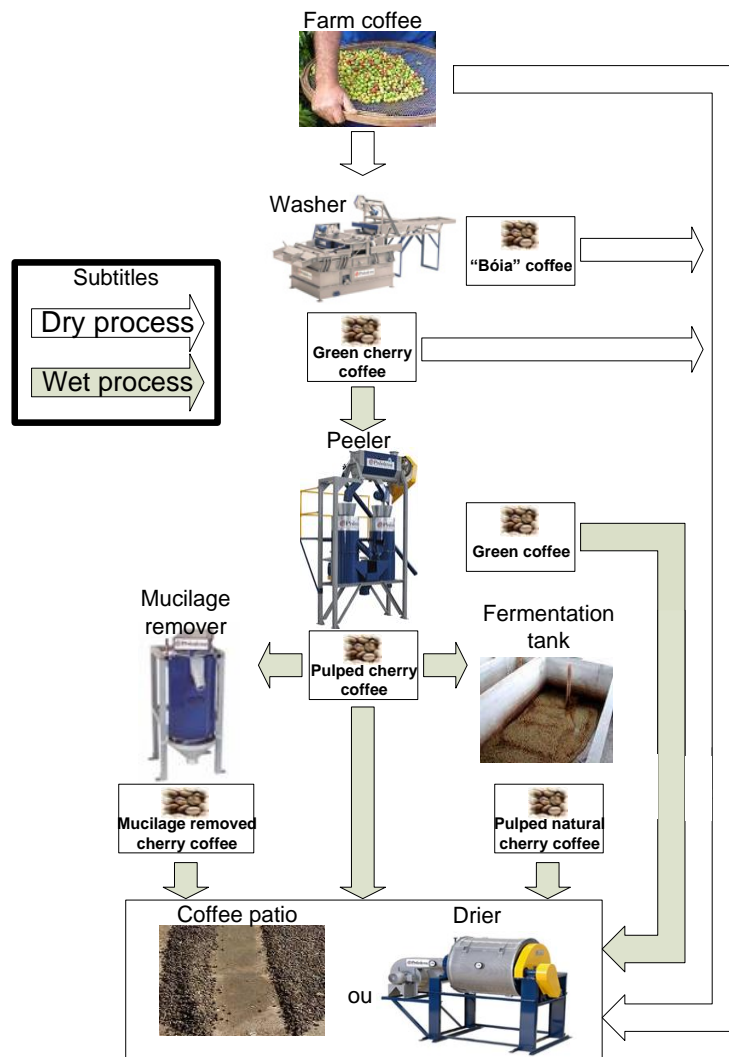 Farm coffee
Washer
“Bóia” coffee
Subtitles
Dry process
Wet process
Green cherry
coffee
Peeler
Green coffee
Mucilage
remover
Fermentation
tank
Pulped cherry
coffee
Mucilage removed
cherry coffee
Pulped natural
cherry coffee
Coffee patio
Drier
ou